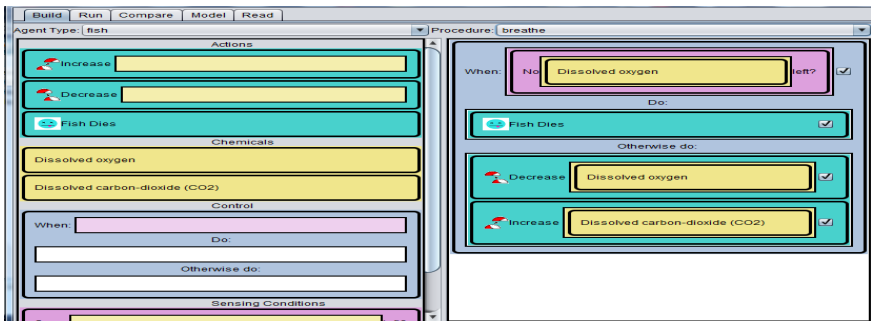 Build Run Compare Model Read
Agent Type: fish
Procedure: breathe
Actions
Increase
Decrease
Fish Dies
Chemicals
Dissolved oxygen
Dissolved carbon-dioxide (CO2)
Control
When:
Do:
Otherwise do:
Sensing Conditions
When: No Dissolved oxygen left?
Do:
Fish Dies
Otherwise do:
Decrease Dissolved oxygen
Increase Dissolved carbon-dioxide (CO2)